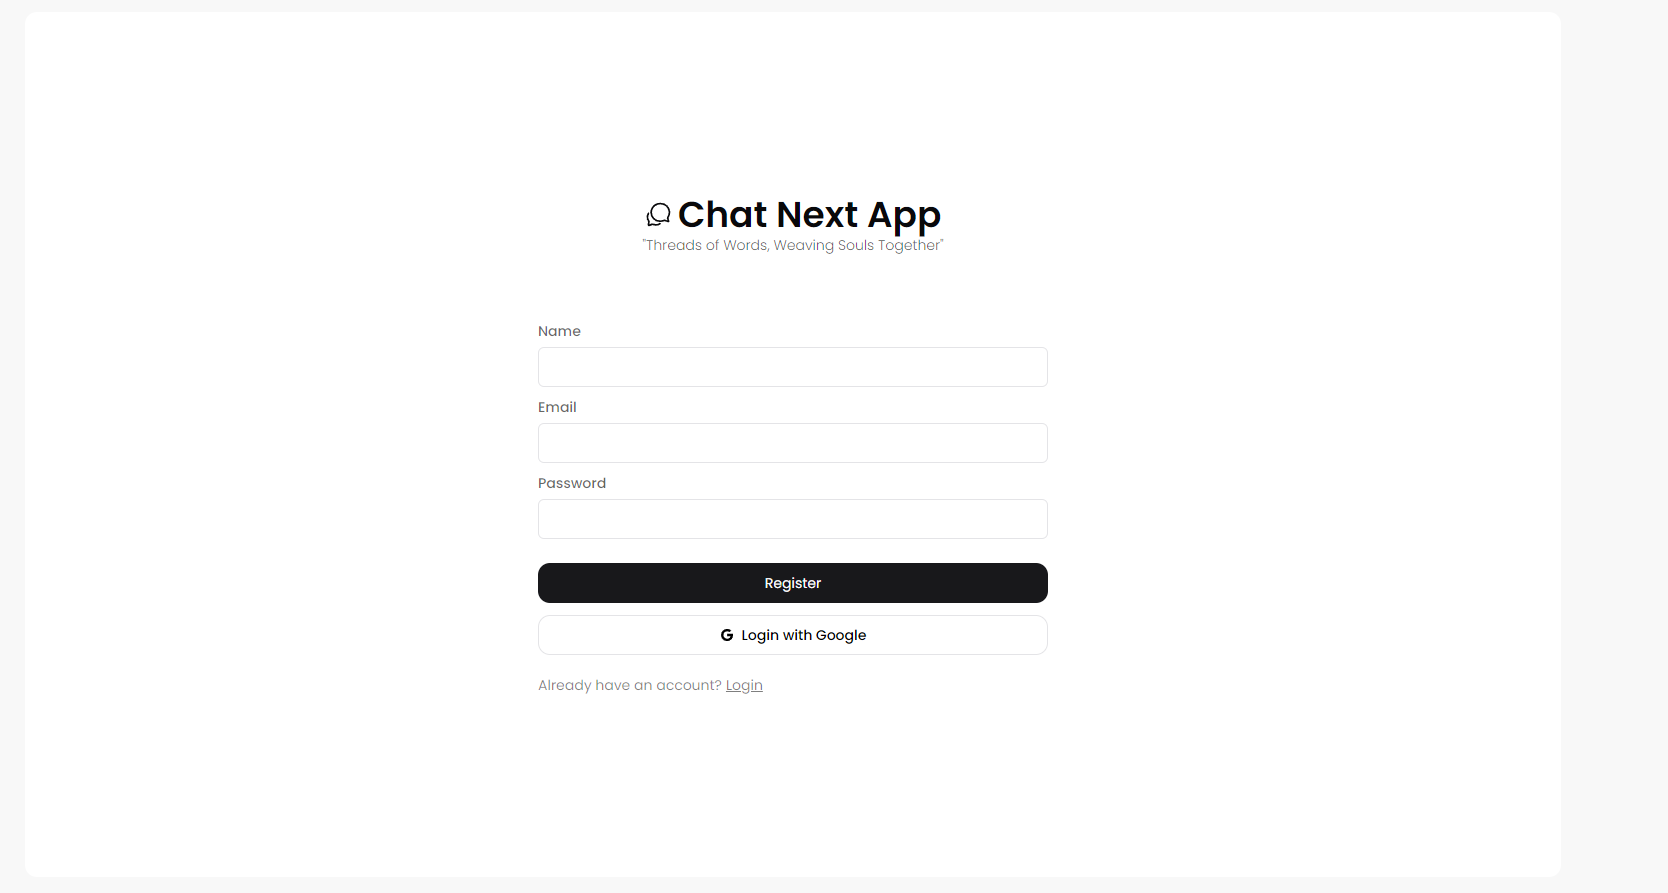 Chat Next App
"Threads of Words, Weaving Souls Together"
Name
Email
Password
Register
Login with Google
Already have an account? Login